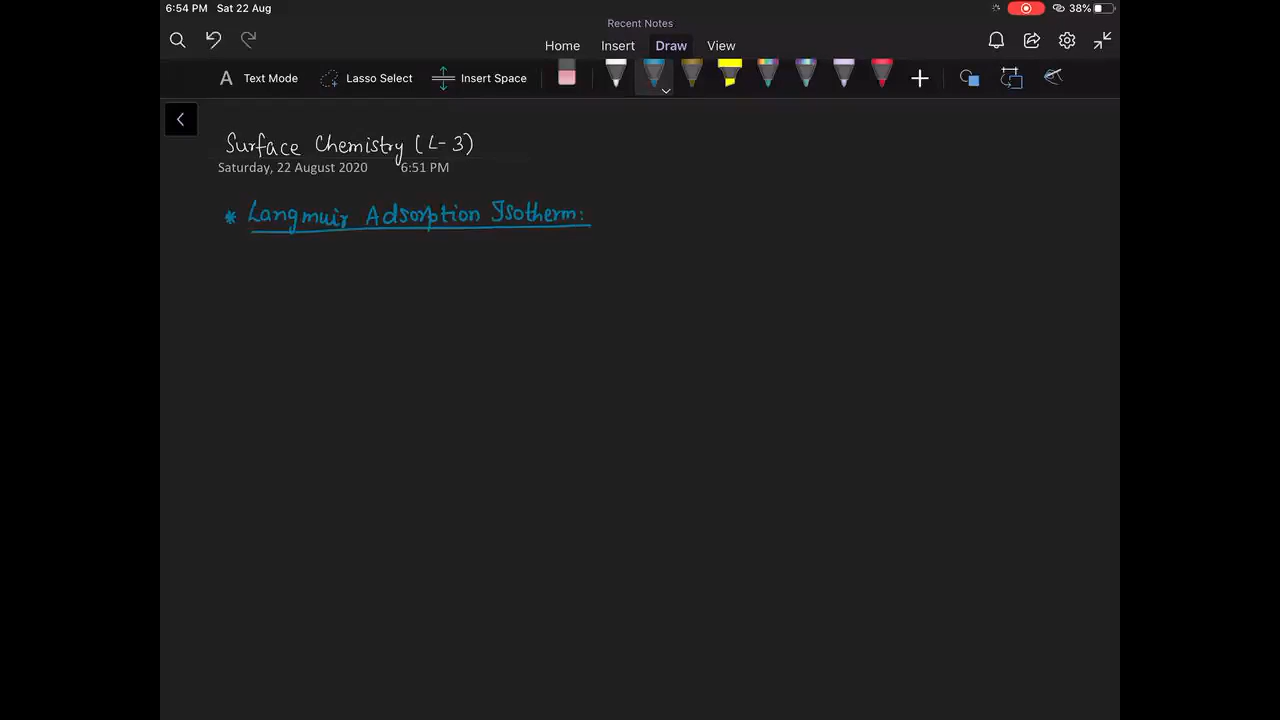 6:54 PM Sat 22 Aug 38%
Recent Notes
Home Insert Draw View
A Text Mode Lasso Select Insert Space
Surface Chemistry (L-3)
Saturday, 22 August 2020 6:51 PM
* Langmuir Adsorption Isotherm: